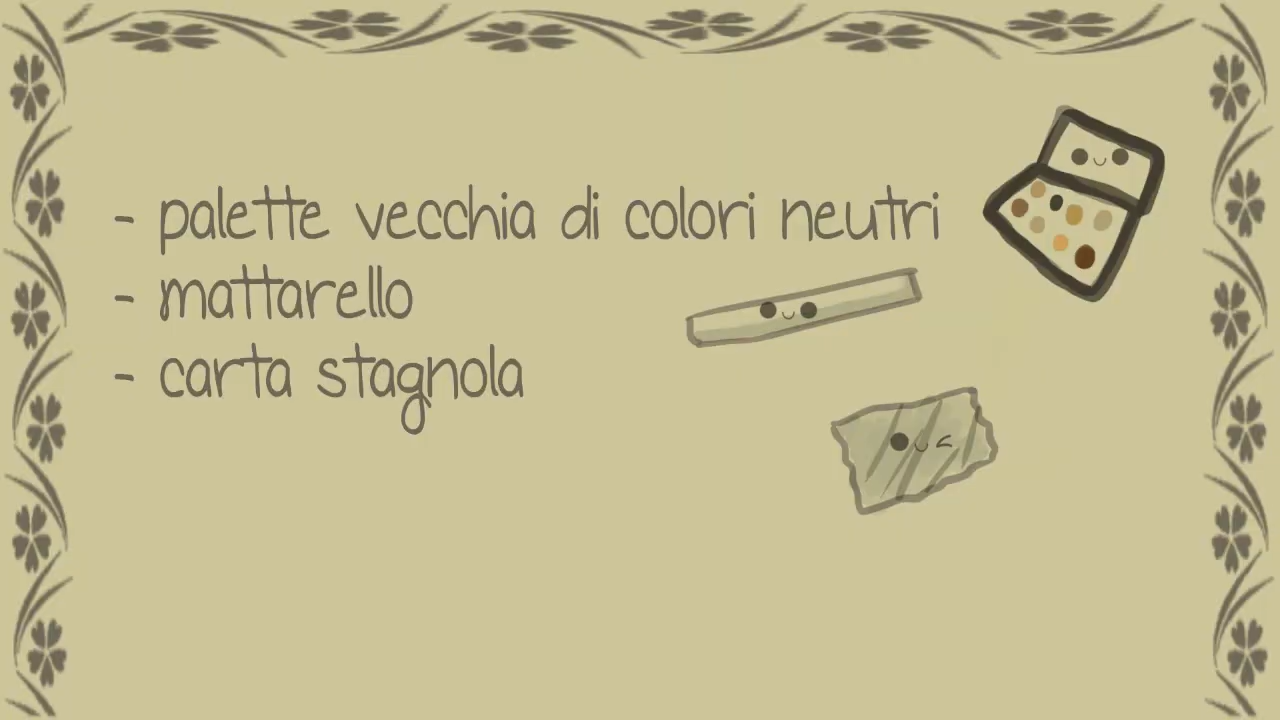 - palette vecchia di colori neutri
- mattarello
- carta stagnola